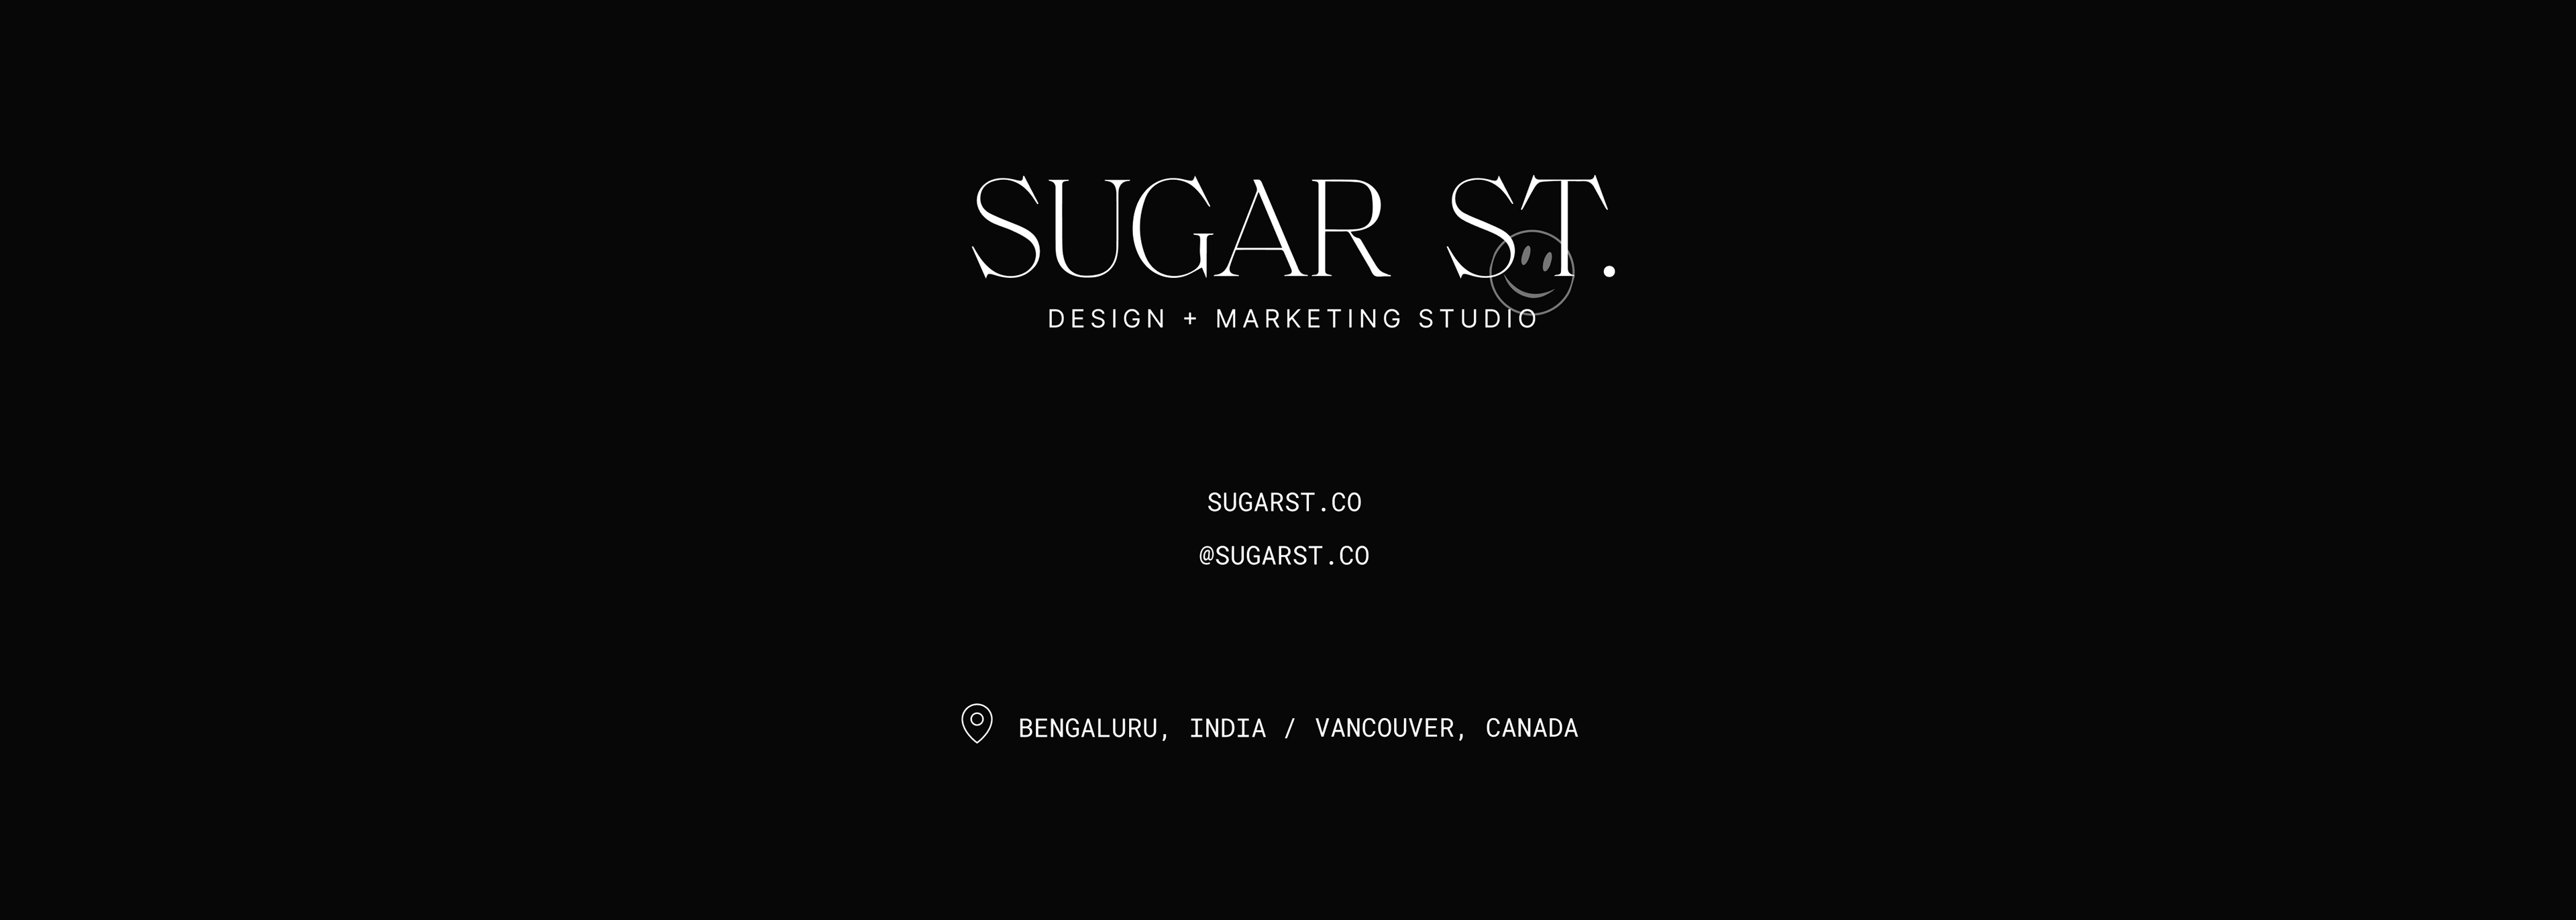 SUGAR ST.
DESIGN + MARKETING STUDIO
SUGARST.CO
@SUGARST.CO
BENGALURU, INDIA / VANCOUVER, CANADA